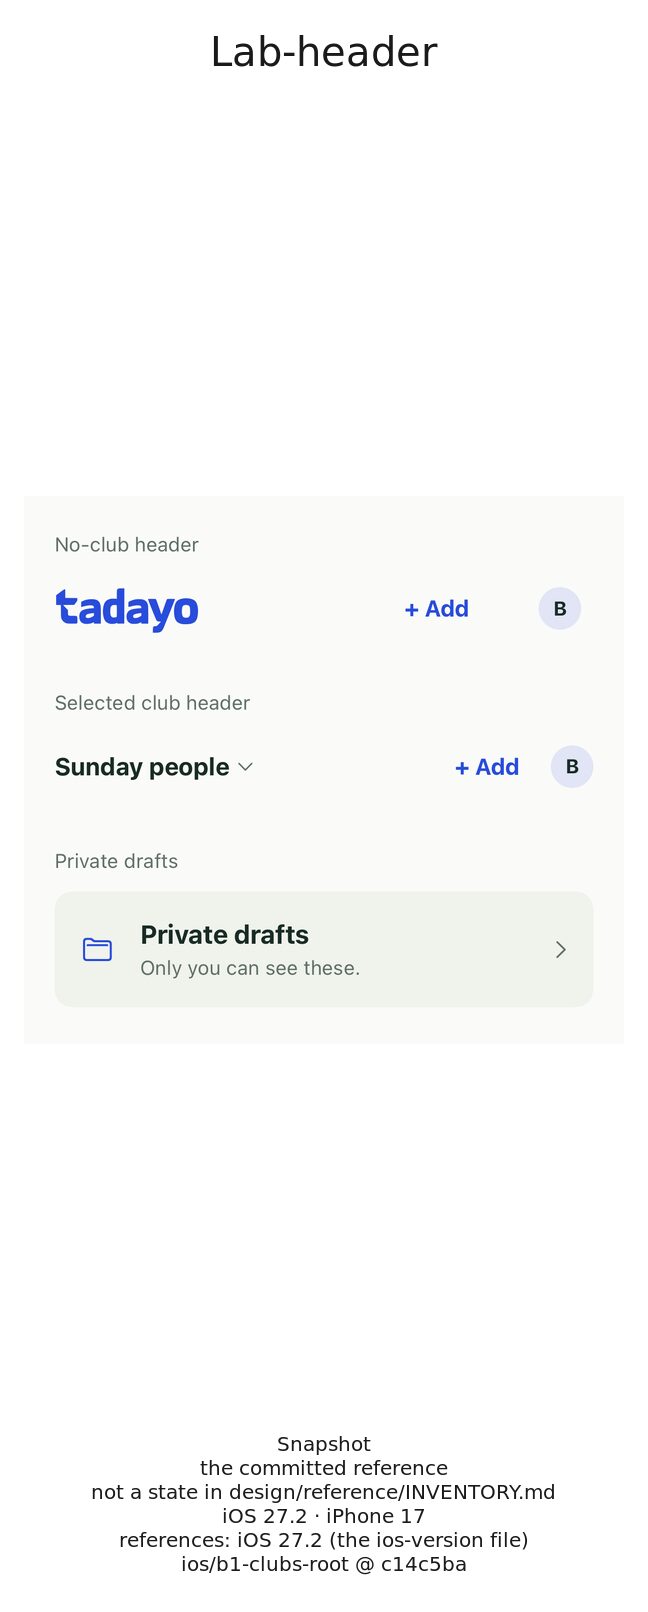 Lab-header
No-club header
tadayo
+ Add
B
Selected club header
Sunday people
+ Add
B
Private drafts
Private drafts
Only you can see these.
Snapshot
the committed reference
not a state in design/reference/INVENTORY.md
iOS 27.2 · iPhone 17
references: iOS 27.2 (the ios-version file)
ios/b1-clubs-root @ c14c5ba